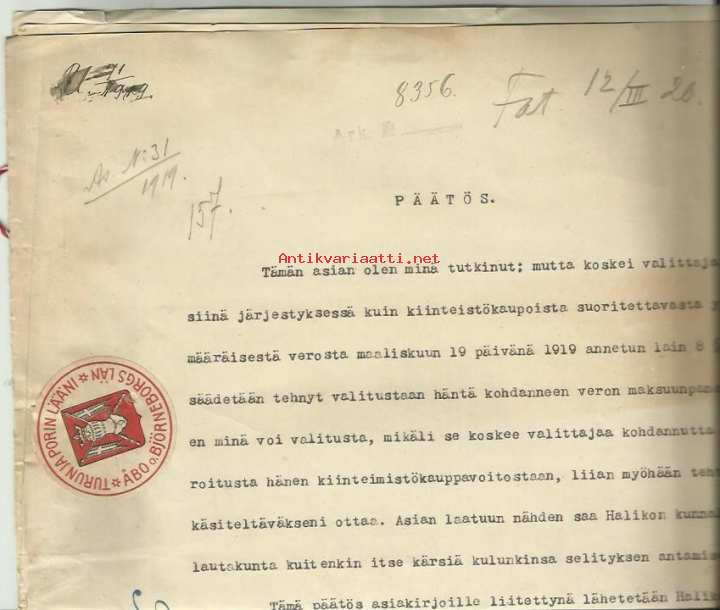 8356.
Fat. 12/III 20.
As. N:31
1919.
157.
PÄÄTÖS.
Antikvariaatti.net
Tämän asian olen minä tutkinut; mutta koskei valittaja
siinä järjestyksessä kuin kiinteistökaupoista suoritettavasta
määräisestä verosta maaliskuun 19 päivänä 1919 annetun lain 8
säädetään tehnyt valitustaan häntä kohdanneen veron maksuunpan
en minä voi valitusta, mikäli se koskee valittajaa kohdannutta
roitusta hänen kiinteimistökauppavoitostaan, liian myöhään teh
käsiteltäväkseni ottaa. Asian laatuun nähden saa Halikon kunna
lautakunta kuitenkin itse kärsiä kulunkinsa selityksen antamise
Tämä päätös asiakirjoille liitettynä lähetetään Halik
TURUN JA PORIN LÄÄNI
ÅBO o. BJÖRNEBORGS LÄN